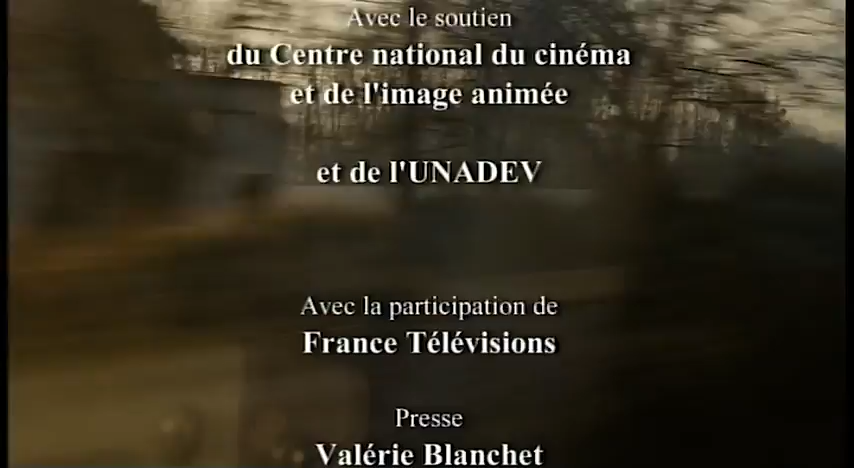 Avec le soutien
du Centre national du cinéma
et de l'image animée
et de l'UNADEV
Avec la participation de
France Télévisions
Presse
Valérie Blanchet